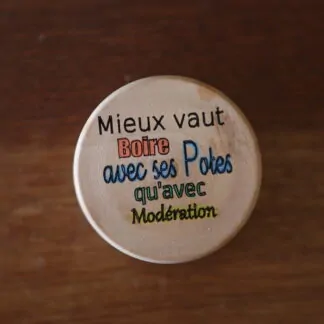 Mieux vaut
Boire
avec ses Potes
qu'avec
Modération